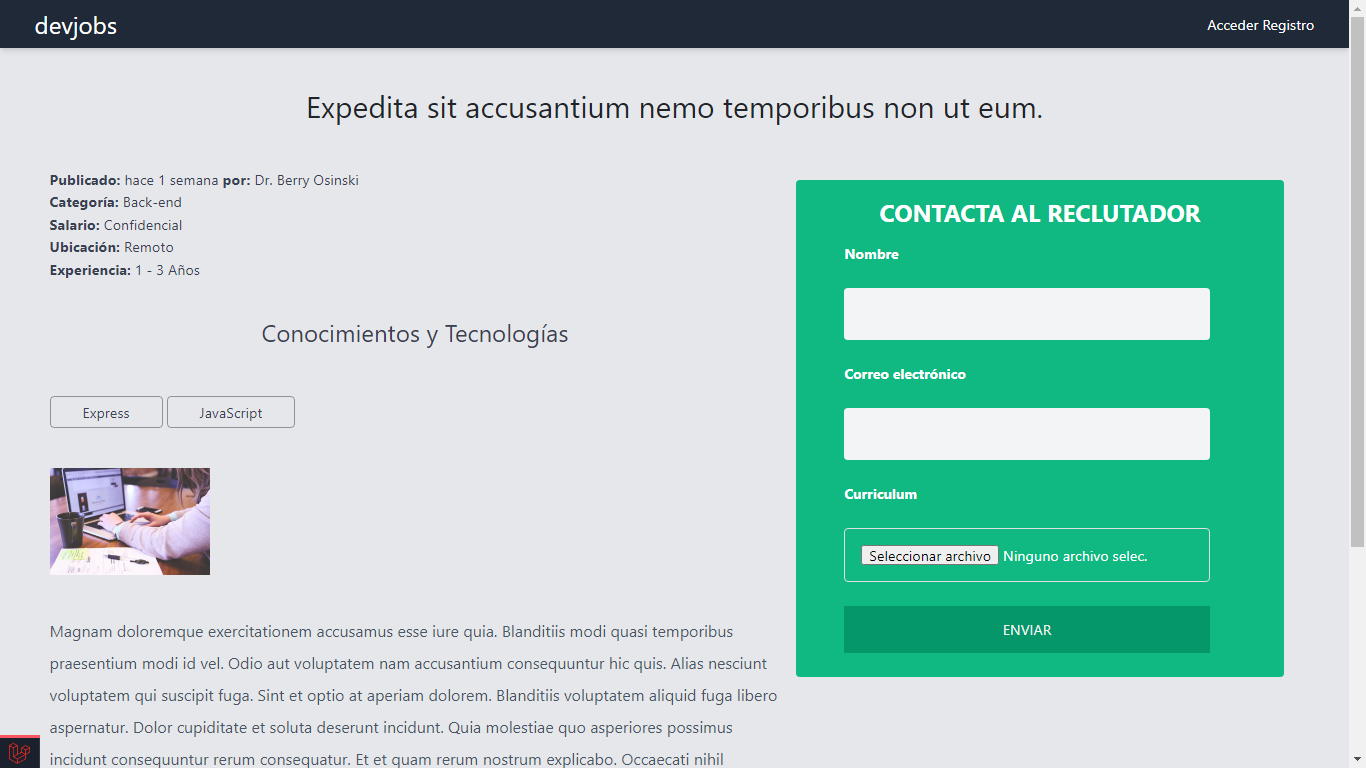 devjobs
Acceder Registro
Expedita sit accusantium nemo temporibus non ut eum.
Publicado: hace 1 semana por: Dr. Berry Osinski
Categoría: Back-end
Salario: Confidencial
Ubicación: Remoto
Experiencia: 1 - 3 Años
Conocimientos y Tecnologías
Express
JavaScript
Magnam doloremque exercitationem accusamus esse iure quia. Blanditiis modi quasi temporibus
praesentium modi id vel. Odio aut voluptatem nam accusantium consequuntur hic quis. Alias nesciunt
voluptatem qui suscipit fuga. Sint et optio at aperiam dolorem. Blanditiis voluptatem aliquid fuga libero
aspernatur. Dolor cupiditate et soluta deserunt incidunt. Quia molestiae quo asperiores possimus
incidunt consequuntur rerum consequatur. Et et quam rerum nostrum explicabo. Occaecati nihil
CONTACTA AL RECLUTADOR
Nombre
Correo electrónico
Curriculum
Seleccionar archivo Ninguno archivo selec.
ENVIAR